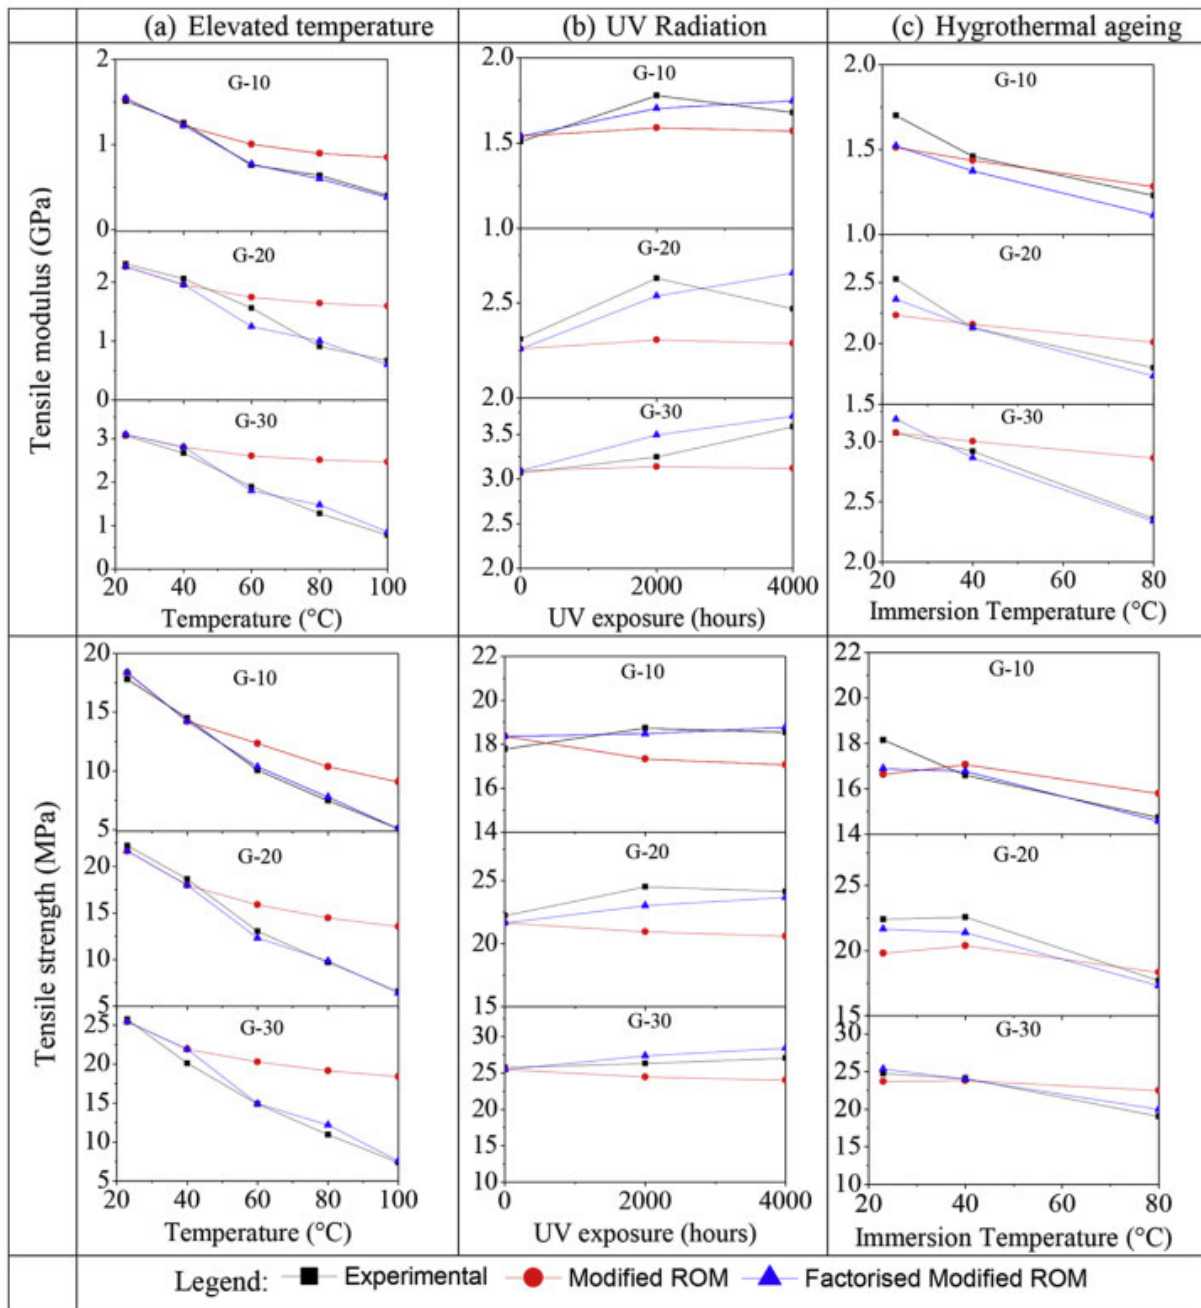 (a) Elevated temperature
(b) UV Radiation
(c) Hygrothermal ageing
Tensile modulus (GPa)
2
G-10
1
0
G-20
2
1
0
G-30
3
2
1
0
20 40 60 80 100
Temperature (°C)
2.0
G-10
1.5
1.0
G-20
2.5
2.0
G-30
3.5
3.0
2.5
2.0
0 2000 4000
UV exposure (hours)
2.0
G-10
1.5
1.0
G-20
2.5
2.0
1.5
G-30
3.0
2.5
2.0
20 40 60 80
Immersion Temperature (°C)
Tensile strength (MPa)
20
G-10
15
10
5
G-20
20
15
10
5
G-30
25
20
15
10
5
20 40 60 80 100
Temperature (°C)
22
G-10
20
18
16
14
G-20
25
20
15
G-30
30
25
20
15
10
0 2000 4000
UV exposure (hours)
22
G-10
20
18
16
14
G-20
25
20
15
G-30
30
25
20
15
10
20 40 60 80
Immersion Temperature (°C)
Legend: Experimental Modified ROM Factorised Modified ROM